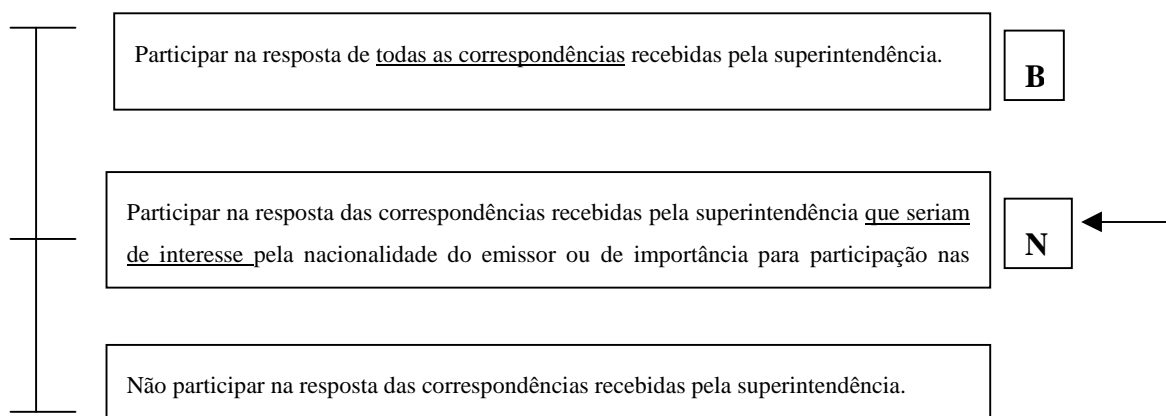 Participar na resposta de todas as correspondências recebidas pela superintendência.
B
Participar na resposta das correspondências recebidas pela superintendência que seriam
de interesse pela nacionalidade do emissor ou de importância para participação nas
N
Não participar na resposta das correspondências recebidas pela superintendência.